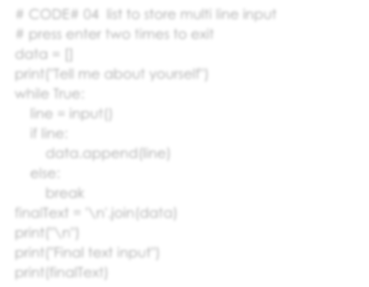 # CODE# 04 list to store multi line input
# press enter two times to exit
data = []
print("Tell me about yourself")
while True:
line = input()
if line:
data.append(line)
else:
break
finalText = '\n'.join(data)
print("\n")
print("Final text input")
print(finalText)